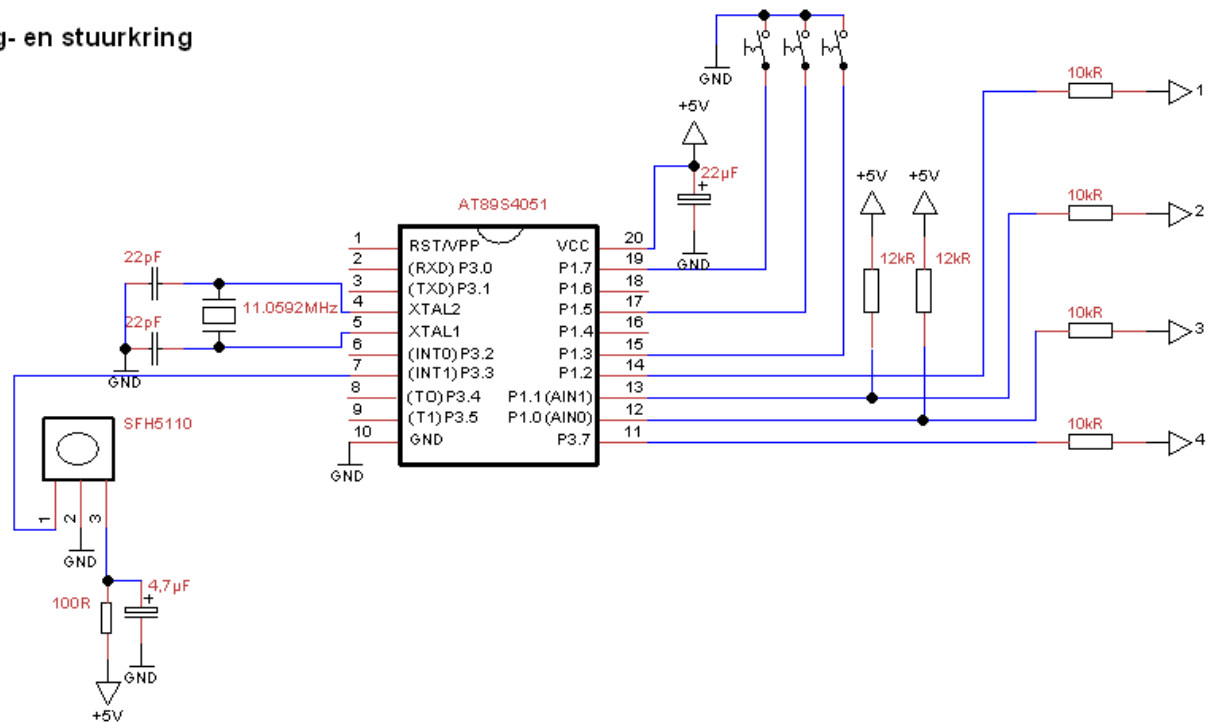 g- en stuurkring
GND
+5V
22µF
GND
10kR
1
+5V
+5V
10kR
2
12kR
12kR
10kR
3
10kR
4
AT89S4051
1 RST/VPP
2 (RXD)P3.0
3 (TXD)P3.1
4 XTAL2
5 XTAL1
6 (INT0)P3.2
7 (INT1)P3.3
8 (T0)P3.4
9 (T1)P3.5
10 GND
VCC 20
P1.7 19
P1.6 18
P1.5 17
P1.4 16
P1.3 15
P1.2 14
P1.1(AIN1) 13
P1.0(AIN0) 12
P3.7 11
22pF
11.0592MHz
22pF
GND
GND
SFH5110
1
2
3
GND
100R
4,7µF
GND
+5V